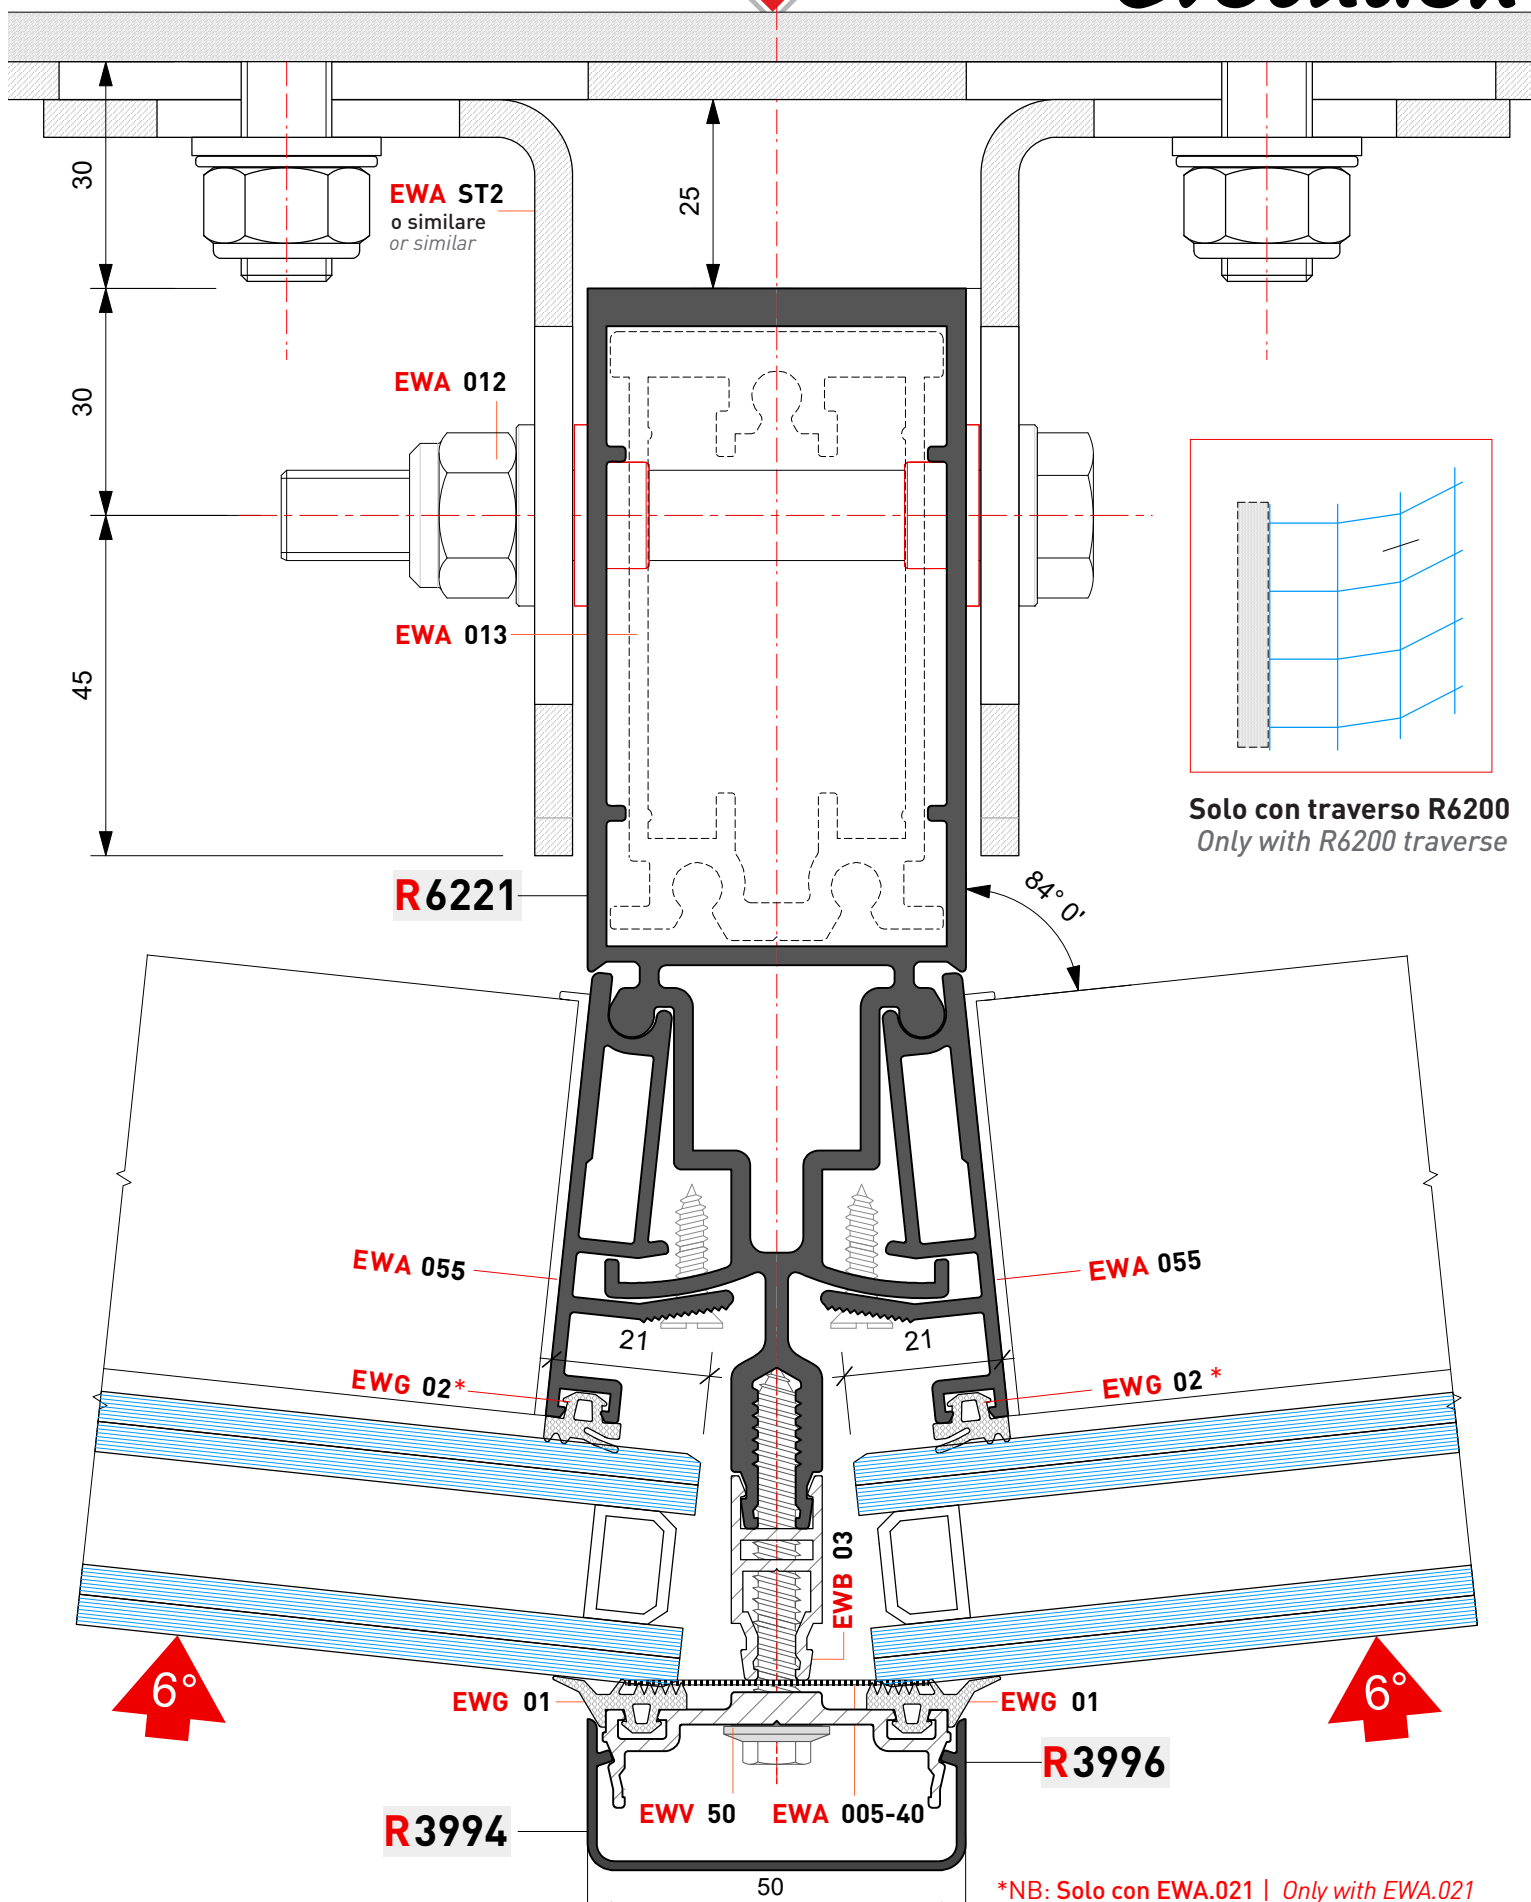 30
EWA ST2
o similare
or similar
25
30
EWA 012
45
EWA 013
Solo con traverso R6200
Only with R6200 traverse
R6221
84° 0'
EWA 055
EWA 055
21
21
EWG 02*
EWG 02 *
EWB 03
6°
6°
EWG 01
EWG 01
R3996
EWV 50
EWA 005-40
R3994
50
*NB: Solo con EWA.021 | Only with EWA.021